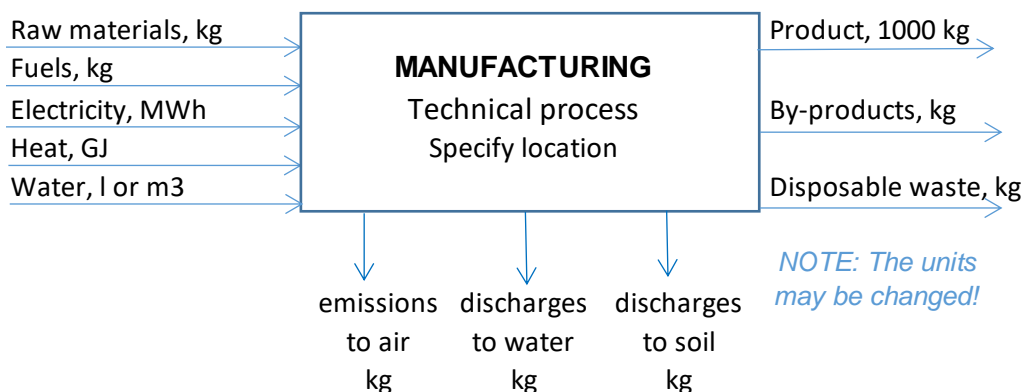 Raw materials, kg
Fuels, kg
Electricity, MWh
Heat, GJ
Water, l or m3
MANUFACTURING
Technical process
Specify location
Product, 1000 kg
By-products, kg
Disposable waste, kg
NOTE: The units
may be changed!
emissions
to air
kg
discharges
to water
kg
discharges
to soil
kg